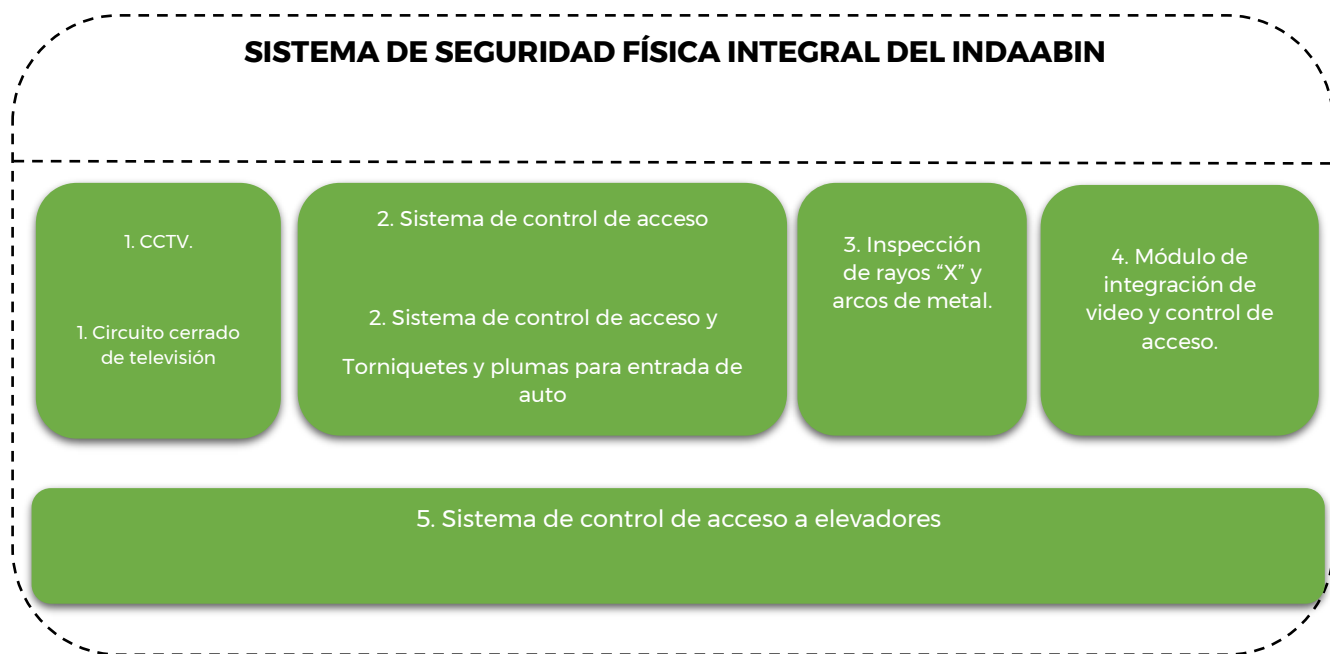 SISTEMA DE SEGURIDAD FÍSICA INTEGRAL DEL INDAABIN
1. CCTV.
1. Circuito cerrado
de televisión
2. Sistema de control de acceso
2. Sistema de control de acceso y
Torniquetes y plumas para entrada de
auto
3. Inspección
de rayos “X” y
arcos de metal.
4. Módulo de
integración de
video y control de
acceso.
5. Sistema de control de acceso a elevadores